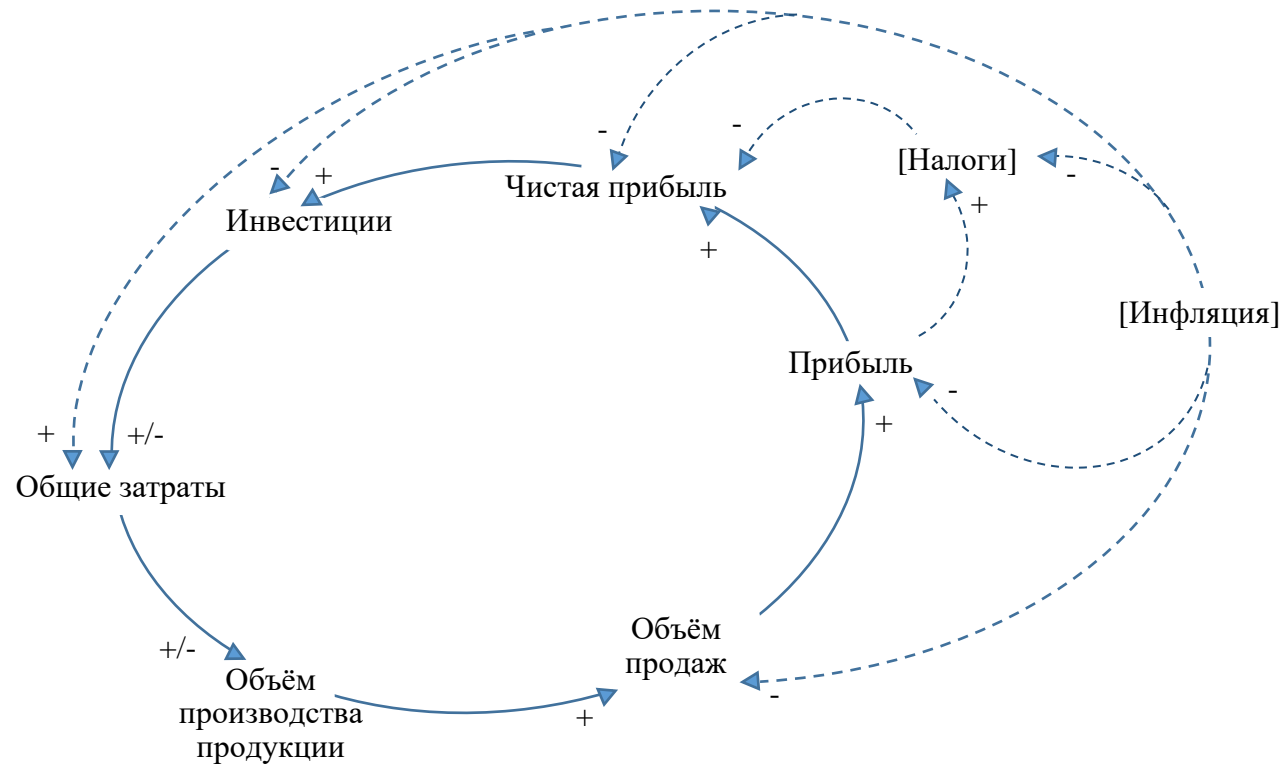 -
-
[Налоги]
-
-
+
Чистая прибыль
+
Инвестиции
+
[Инфляция]
Прибыль
-
+
+
+/-
Общие затраты
Объём
продаж
+/-
Объём
производства
продукции
+
-